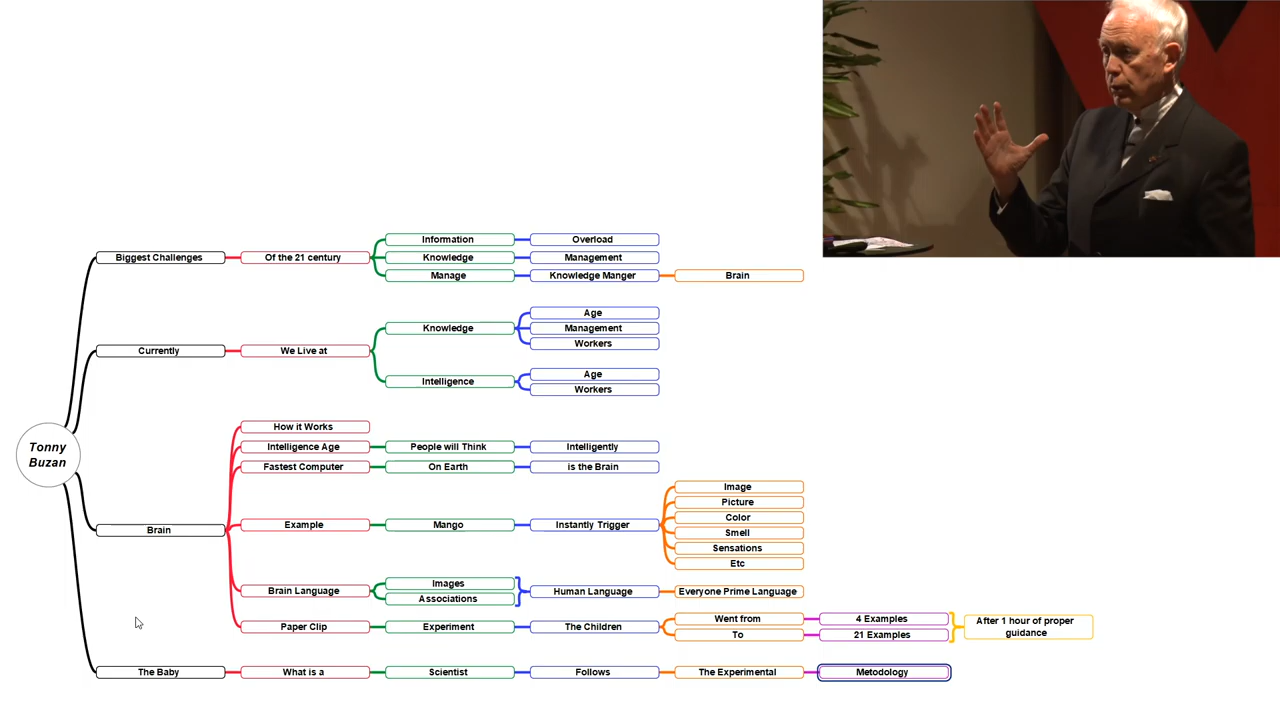 Tonny
Buzan
Biggest Challenges
Of the 21 century
Information
Overload
Knowledge
Management
Manage
Knowledge Manger
Brain
Currently
We Live at
Knowledge
Age
Management
Workers
Intelligence
Age
Workers
Brain
How it Works
Intelligence Age
People will Think
Intelligently
Fastest Computer
On Earth
is the Brain
Example
Mango
Instantly Trigger
Image
Picture
Color
Smell
Sensations
Etc
Brain Language
Images
Associations
Human Language
Everyone Prime Language
Paper Clip
Experiment
The Children
Went from
4 Examples
To
21 Examples
After 1 hour of proper
guidance
The Baby
What is a
Scientist
Follows
The Experimental
Metodology